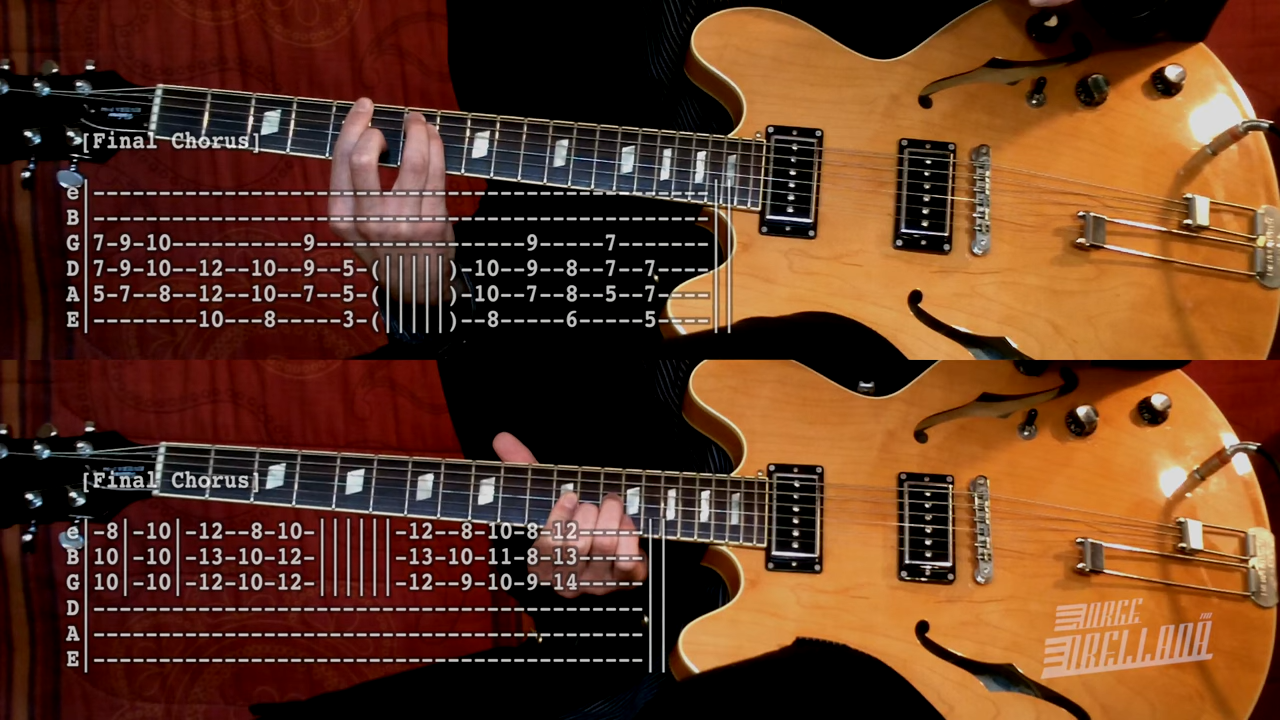 [Final Chorus]
e|-----------------------------------------------
B|-----------------------------------------------
G|7-9-10----------9----------------9-----7-------
D|7-9-10--12--10--9--5-(||||||)-10--9--8--7--7----
A|5-7--8--12--10--7--5-(||||||)-10--7--8--5--7----
E|--------10---8-----3-(||||||)--8-----6-----5----
[Final Chorus]
e|-8|-10|-12--8-10-||||||-12--8-10-8-12-----
B|10|-10|-13-10-12-||||||-13-10-11-8-13-----
G|10|-10|-12-10-12-||||||-12--9-10-9-14-----
D|------------------------------------------
A|------------------------------------------
E|------------------------------------------
JORGE
ORELLANA